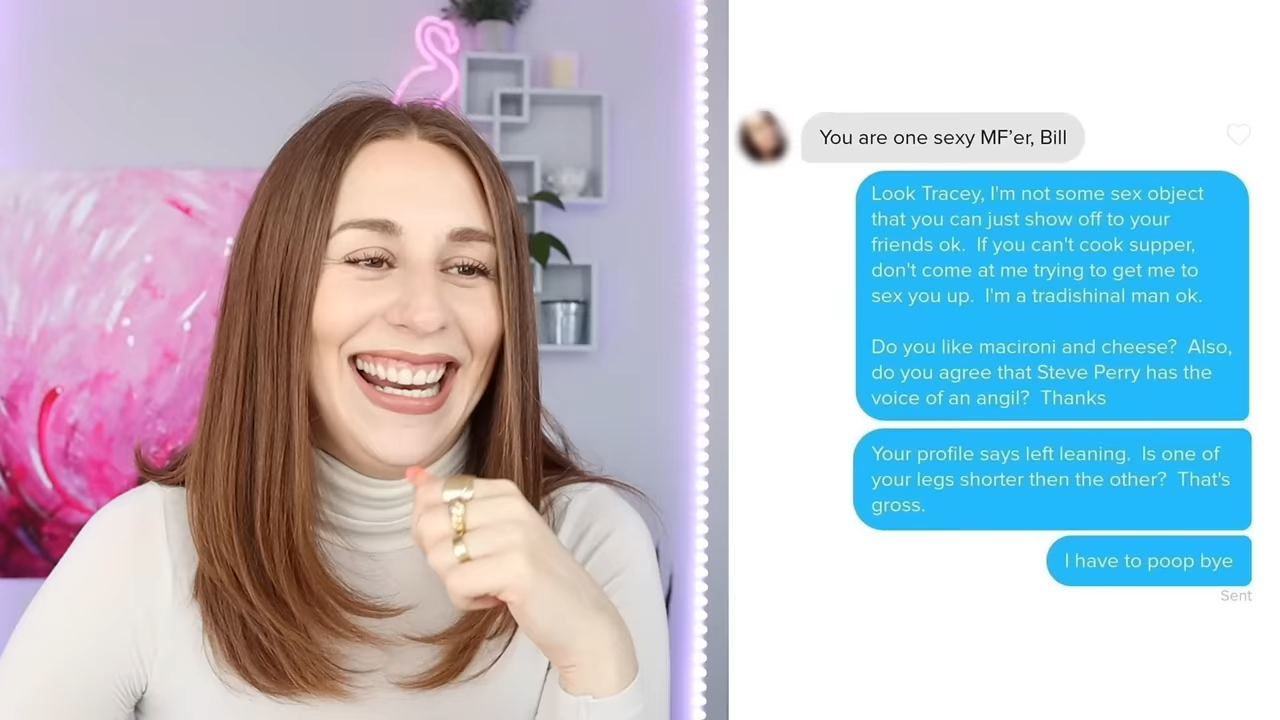 You are one sexy MF'er, Bill
Look Tracey, I'm not some sex object
that you can just show off to your
friends ok.  If you can't cook supper,
don't come at me trying to get me to
sex you up.  I'm a tradishinal man ok.
Do you like macironi and cheese?  Also,
do you agree that Steve Perry has the
voice of an angil?  Thanks
Your profile says left leaning.  Is one of
your legs shorter then the other?  That's
gross.
I have to poop bye
Sent